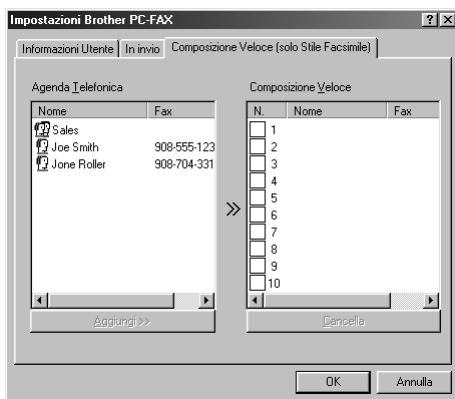 Impostazioni Brother PC-FAX
Informazioni Utente In invio Composizione Veloce (solo Stile Facsimile)
Agenda Telefonica Composizione Veloce
Nome Fax N. Nome Fax
Sales
Joe Smith 908-555-123
Jone Roller 908-704-331
1
2
3
4
5
6
7
8
9
10
>>
Aggiungi >> Cancella
OK Annulla